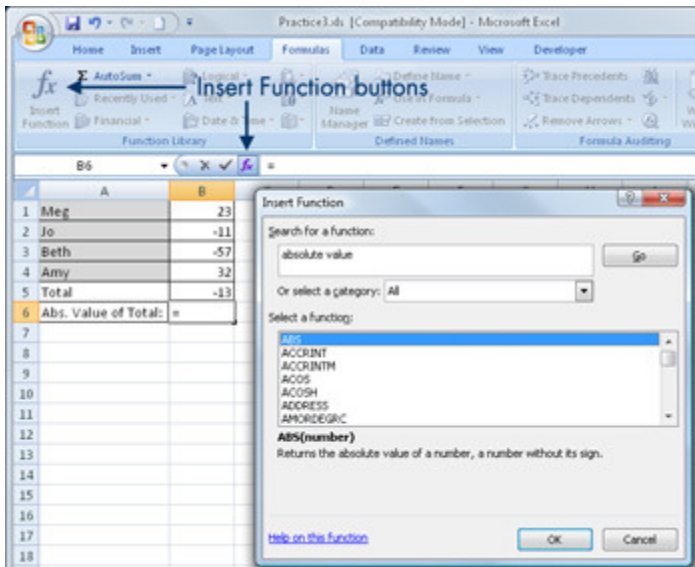 Practice3.xls [Compatibility Mode] - Microsoft Excel
Home Insert Page Layout Formulas Data Review View Developer
fx Insert Function
Σ AutoSum
Recently Used
Financial
Logical
A Text
Date & Time
Insert Function buttons
Name Manager
Define Name
Use in Formula
Create from Selection
Trace Precedents
Trace Dependents
Remove Arrows
Function Library Defined Names Formula Auditing
B6 fx =
A B
1 Meg 23
2 Jo -11
3 Beth -57
4 Amy 32
5 Total -13
6 Abs. Value of Total: =
7
8
9
10
11
12
13
14
15
16
17
18
Insert Function
Search for a function:
absolute value
Go
Or select a category: All
Select a function:
ABS
ACCRINT
ACCRINTM
ACOS
ACOSH
ADDRESS
AMORDEGRC
ABS(number)
Returns the absolute value of a number, a number without its sign.
Help on this function
OK Cancel